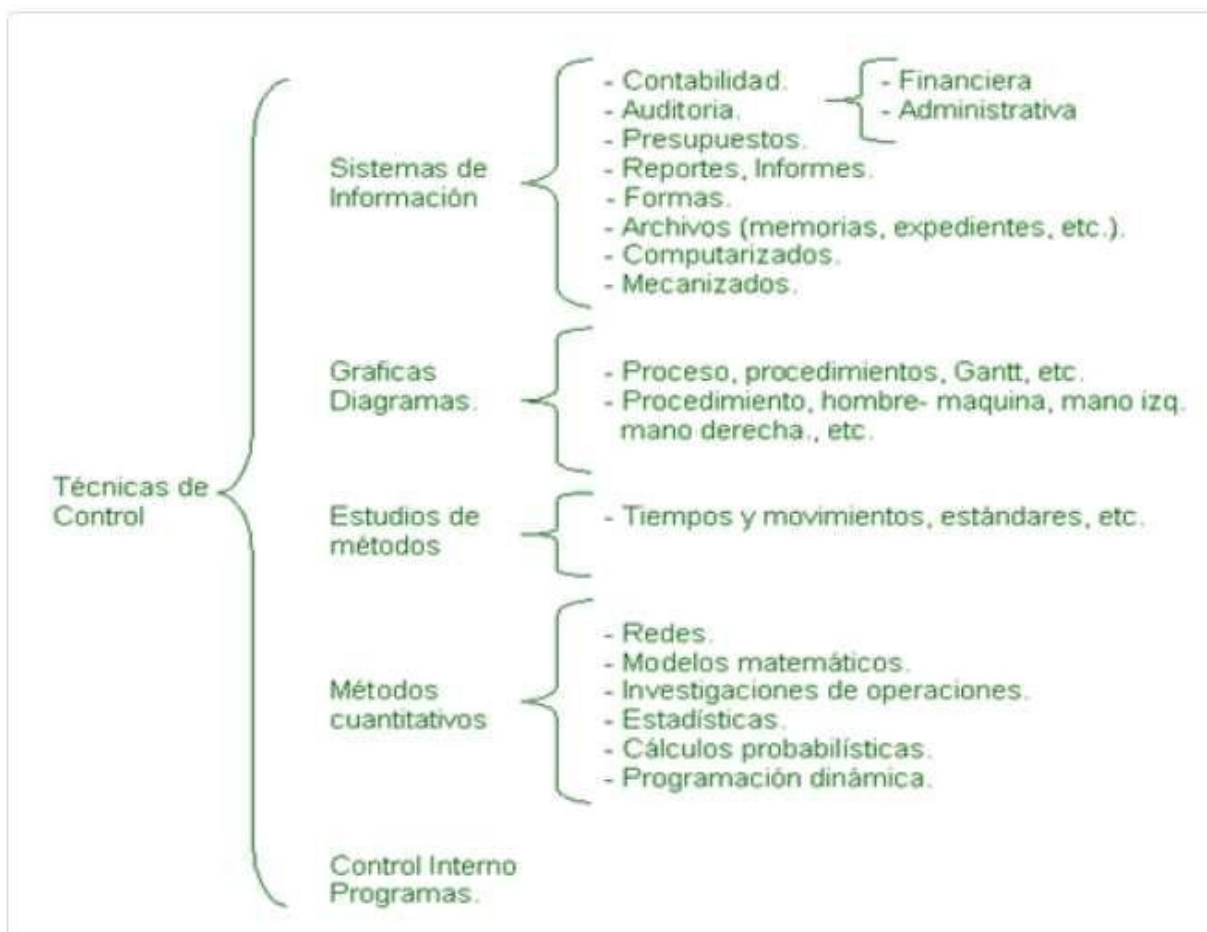 Técnicas de
Control
Sistemas de
Información
- Contabilidad.
- Auditoria.
- Presupuestos.
- Reportes, Informes.
- Formas.
- Archivos (memorias, expedientes, etc.).
- Computarizados.
- Mecanizados.
- Financiera
- Administrativa
Graficas
Diagramas.
- Proceso, procedimientos, Gantt, etc.
- Procedimiento, hombre- maquina, mano izq.
mano derecha., etc.
Estudios de
métodos
- Tiempos y movimientos, estándares, etc.
Métodos
cuantitativos
- Redes.
- Modelos matemáticos.
- Investigaciones de operaciones.
- Estadísticas.
- Cálculos probabilísticas.
- Programación dinámica.
Control Interno
Programas.